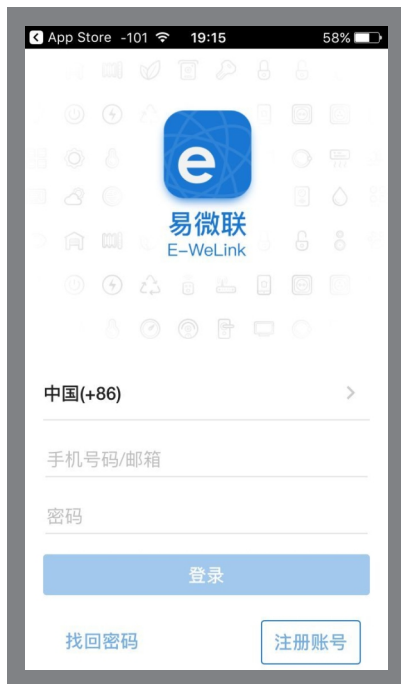 App Store -101 19:15 58%
e
易微联
E-WeLink
中国(+86)
手机号码/邮箱
密码
登录
找回密码 注册账号